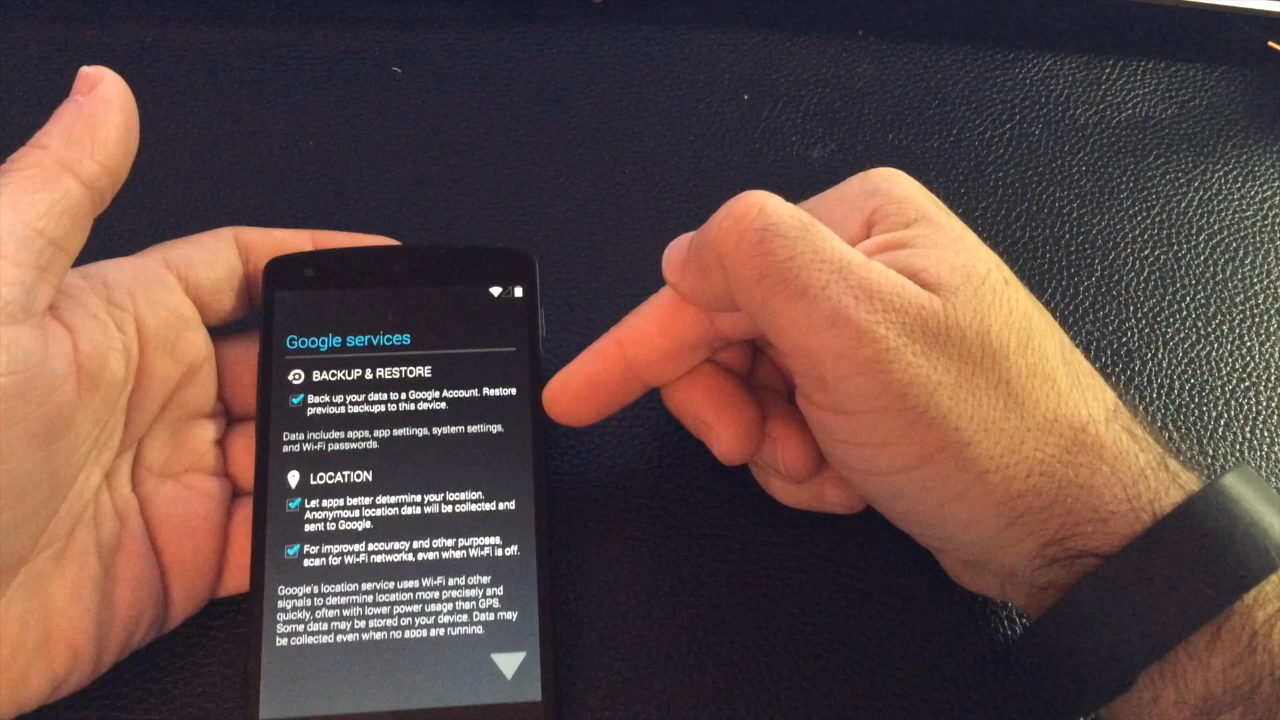 Google services
BACKUP & RESTORE
Back up your data to a Google Account. Restore
previous backups to this device.
Data includes apps, app settings, system settings,
and Wi-Fi passwords.
LOCATION
Let apps better determine your location.
Anonymous location data will be collected and
sent to Google.
For improved accuracy and other purposes,
scan for Wi-Fi networks, even when Wi-Fi is off.
Google's location service uses Wi-Fi and other
signals to determine location more precisely and
quickly, often with lower power usage than GPS.
Some data may be stored on your device. Data may
be collected even when no apps are running.